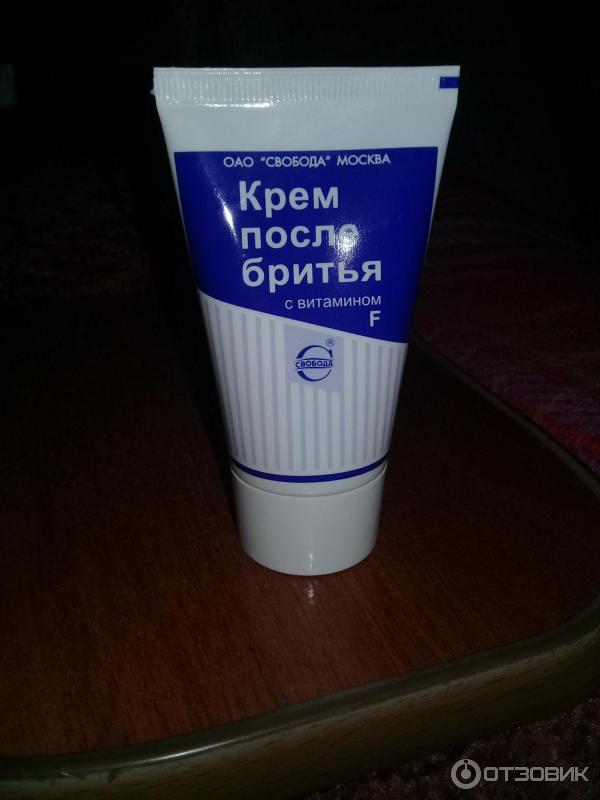 ОАО "СВОБОДА" МОСКВА
Крем
после
бритья
с витамином
F
®
СВОБОДА
ОТЗОВИК